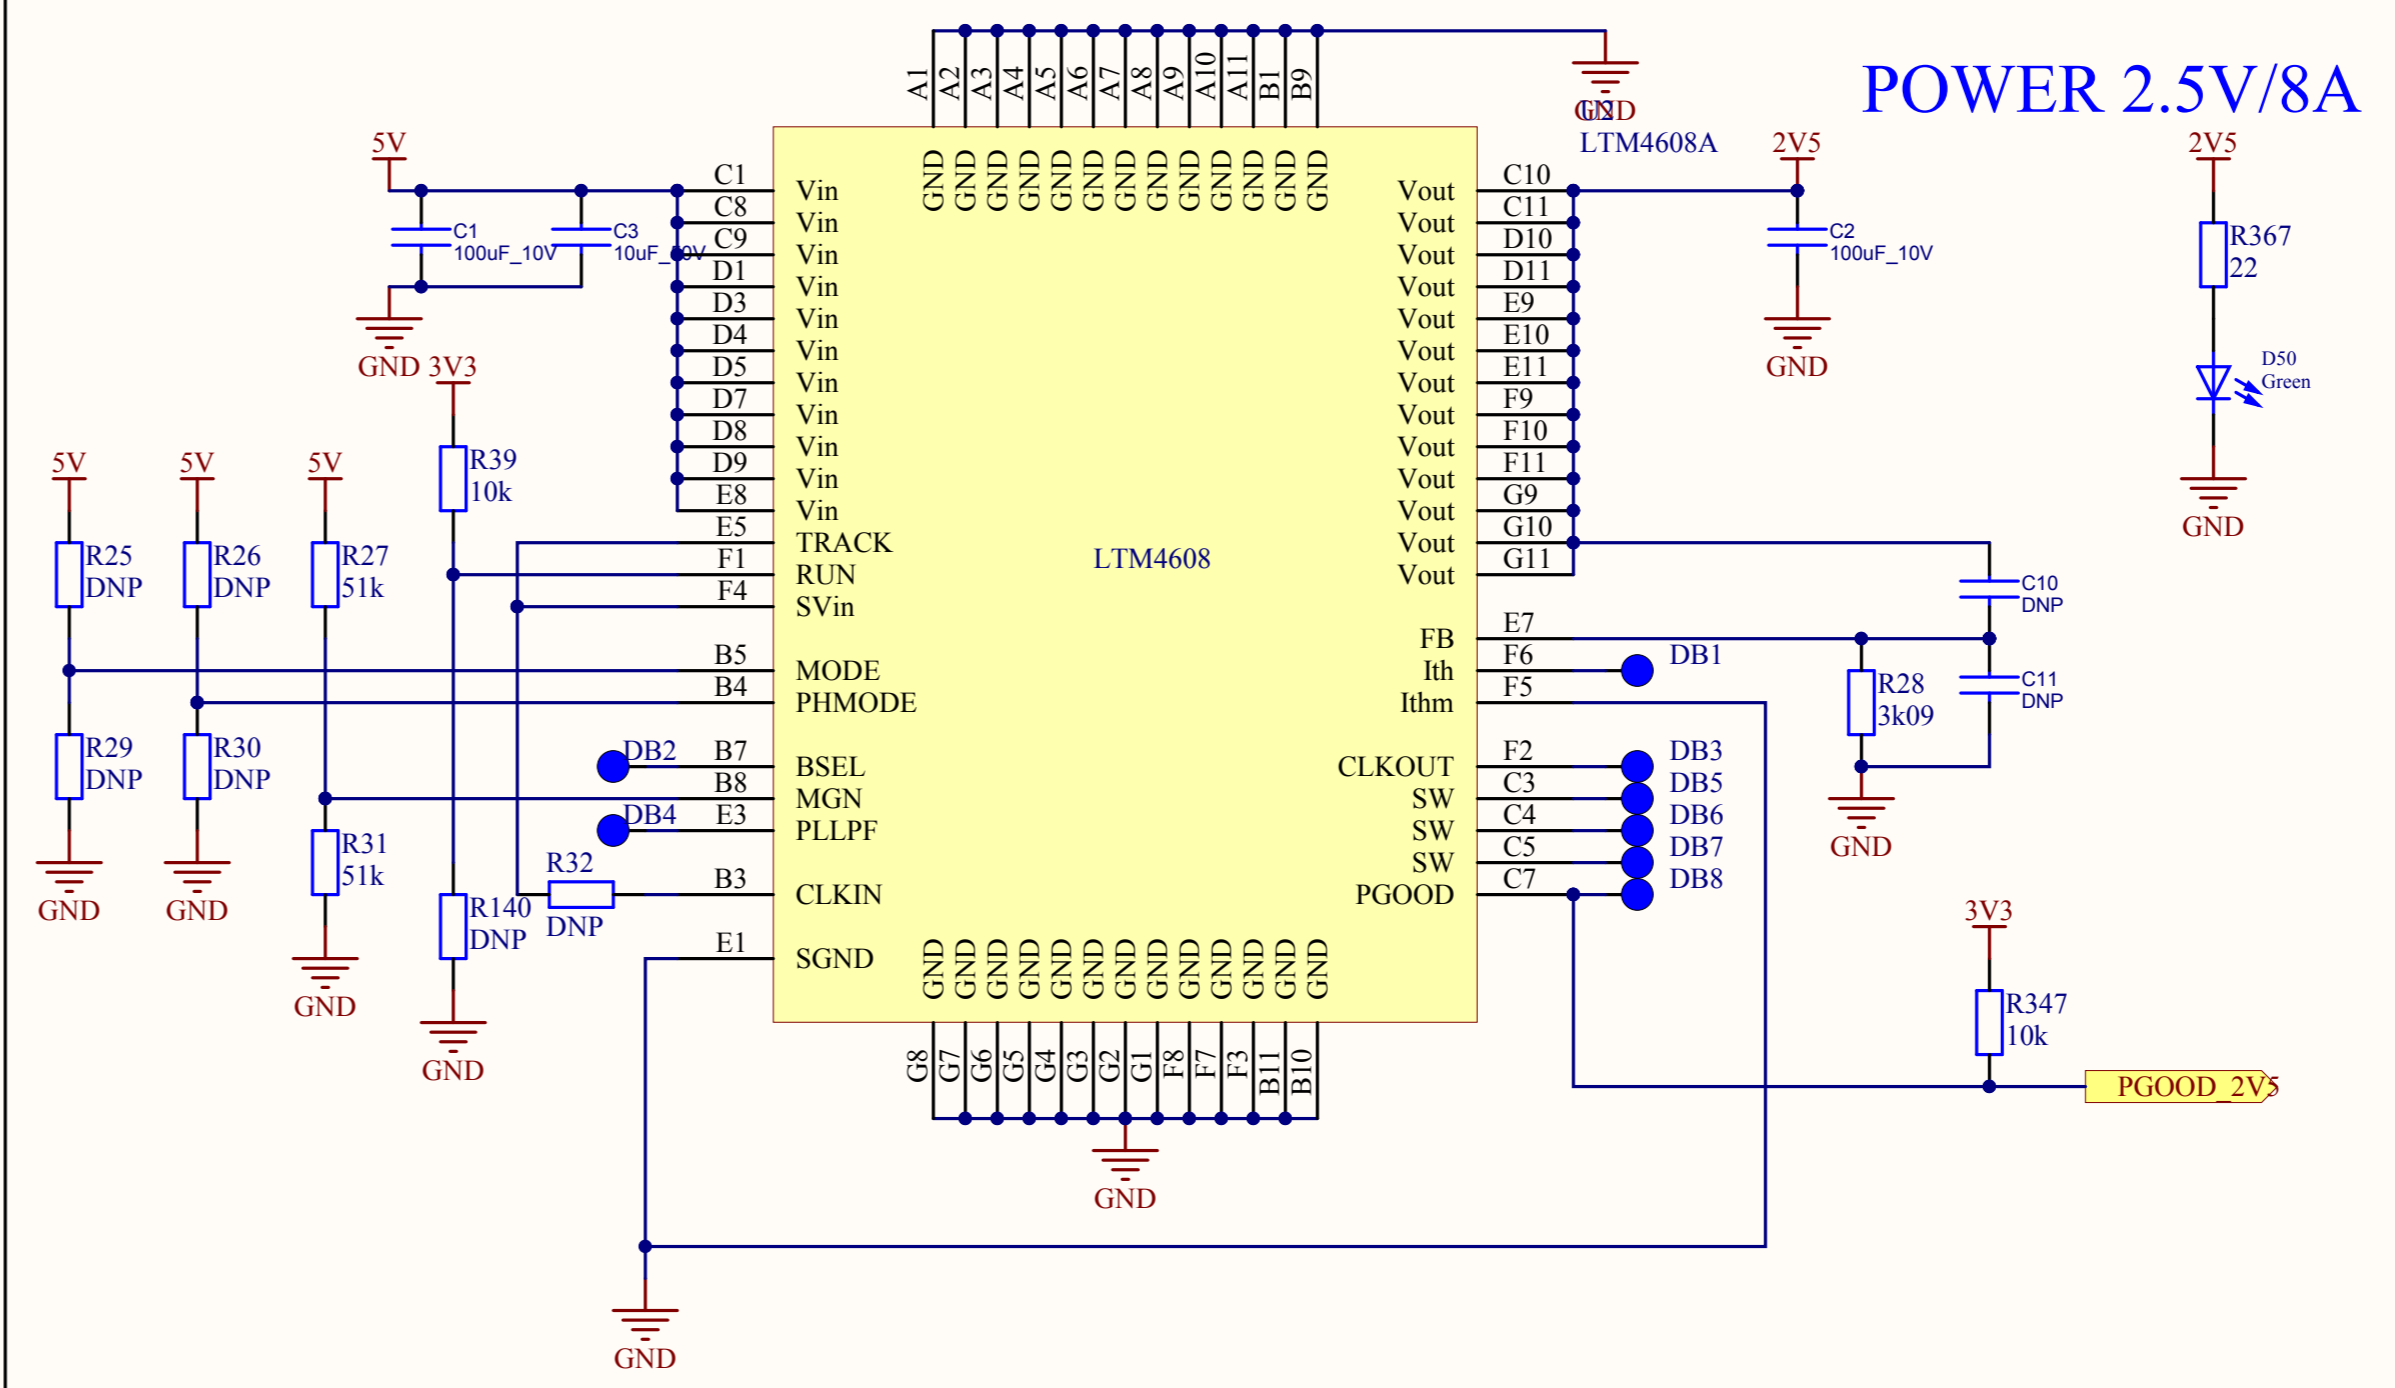 POWER 2.5V/8A
A1
A2
A3
A4
A5
A6
A7
A8
A9
A10
A11
B1
B9
GND
U2
LTM4608A
GND
GND
GND
GND
GND
GND
GND
GND
GND
GND
GND
GND
GND
5V
C1
100uF_10V
C3
10uF_50V
GND
3V3
R39
10k
5V
5V
5V
R25
DNP
R26
DNP
R27
51k
R29
DNP
R30
DNP
R31
51k
GND
GND
GND
R140
DNP
GND
R32
DNP
DB2
DB4
C1 Vin
C8 Vin
C9 Vin
D1 Vin
D3 Vin
D4 Vin
D5 Vin
D7 Vin
D8 Vin
D9 Vin
E8 Vin
E5 TRACK
F1 RUN
F4 SVin
B5 MODE
B4 PHMODE
B7 BSEL
B8 MGN
E3 PLLPF
B3 CLKIN
E1 SGND
LTM4608
Vout C10
Vout C11
Vout D10
Vout D11
Vout E9
Vout E10
Vout E11
Vout F9
Vout F10
Vout F11
Vout G9
Vout G10
Vout G11
FB E7
Ith F6
Ithm F5
CLKOUT F2
SW C3
SW C4
SW C5
PGOOD C7
DB1
DB3
DB5
DB6
DB7
DB8
2V5
C2
100uF_10V
GND
2V5
R367
22
D50
Green
GND
C10
DNP
C11
DNP
R28
3k09
GND
3V3
R347
10k
PGOOD_2V5
GND
GND
GND
GND
GND
GND
GND
GND
GND
GND
GND
GND
GND
G8
G7
G6
G5
G4
G3
G2
G1
F8
F7
F3
B11
B10
GND
GND